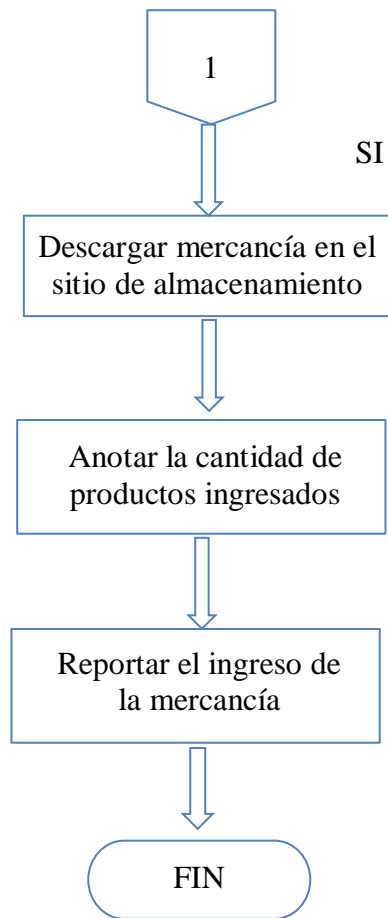 1
SI
Descargar mercancía en el
sitio de almacenamiento
Anotar la cantidad de
productos ingresados
Reportar el ingreso de
la mercancía
FIN